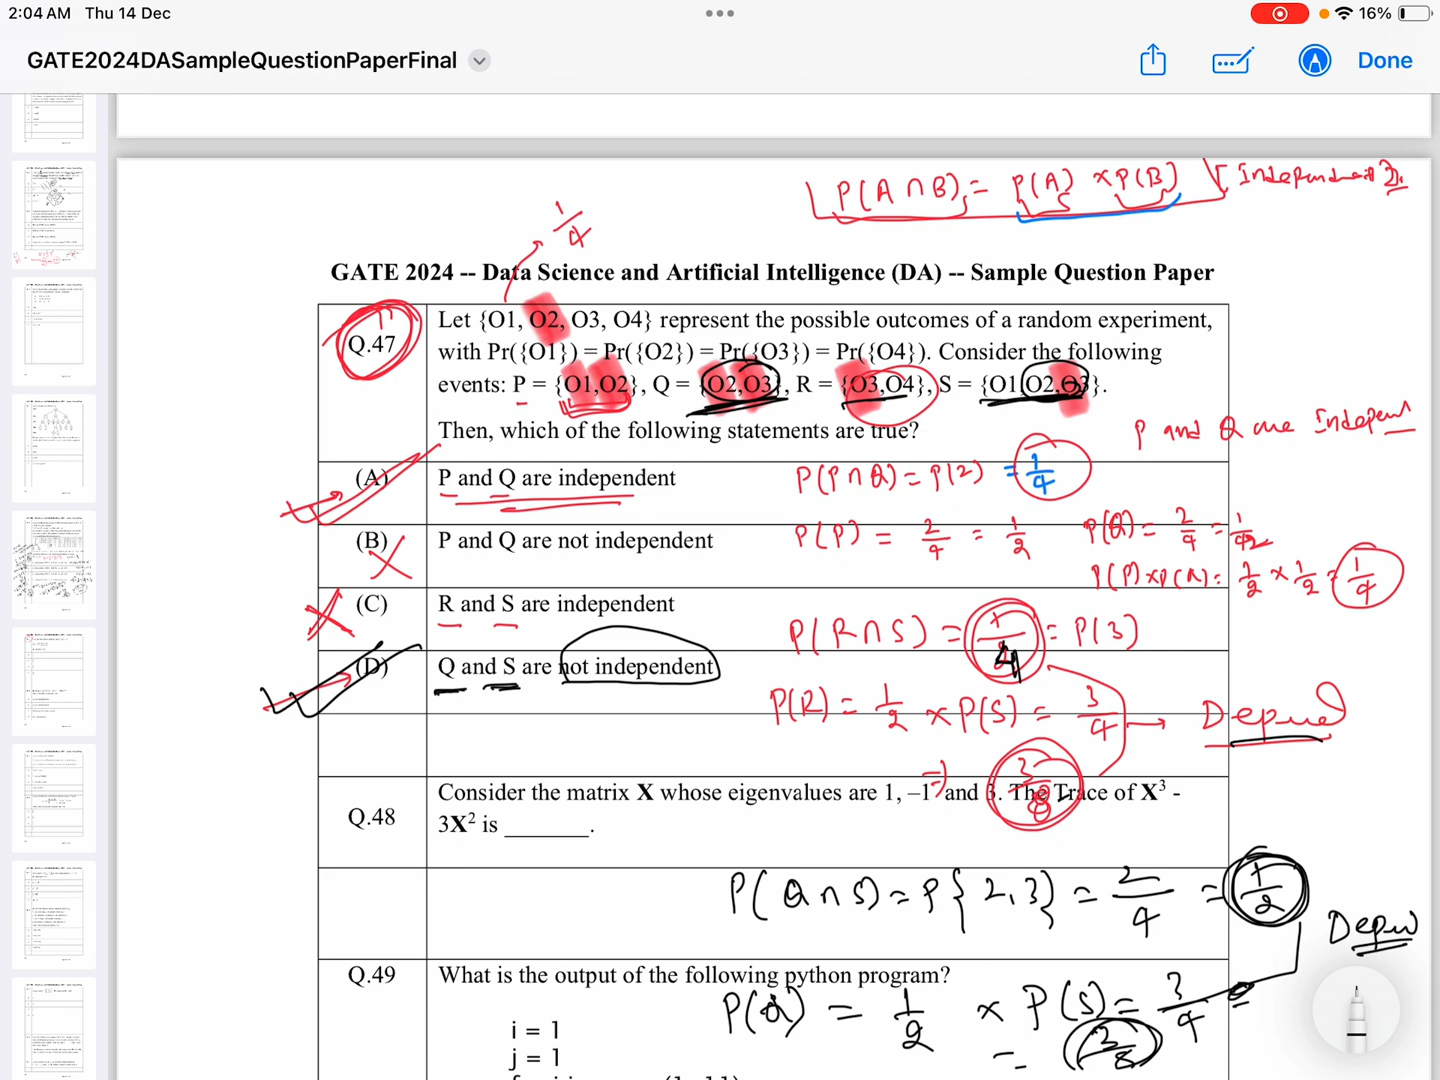 2:04 AM Thu 14 Dec
16%
GATE2024DASampleQuestionPaperFinal
Done
P(A ∩ B) = P(A) × P(B)
1/4
GATE 2024 -- Data Science and Artificial Intelligence (DA) -- Sample Question Paper
Q.47
Let {O1, O2, O3, O4} represent the possible outcomes of a random experiment,
with Pr({O1}) = Pr({O2}) = Pr({O3}) = Pr({O4}). Consider the following
events: P = {O1,O2}, Q = {O2,O3}, R = {O3,O4}, S = {O1,O2,O3}.
Then, which of the following statements are true?
P and Q are Indepen
(A) P and Q are independent
P(P ∩ Q) = P(2) = 1/4
(B) P and Q are not independent
P(P) = 2/4 = 1/2 P(Q) = 2/4 = 1/2
P(P) × P(Q) = 1/2 × 1/2 = 1/4
(C) R and S are independent
P(R ∩ S) = 1/4 = P(3)
(D) Q and S are not independent
P(R) = 1/2 × P(S) = 3/4
=) 3/8
Q.48 Consider the matrix X whose eigenvalues are 1, −1 and 3. The Trace of X³ -
3X² is ________.
P(Q ∩ S) = P{2,3} = 2/4 = 1/2
Q.49 What is the output of the following python program?
P(Q) = 1/2 × P(S) = 3/4
= 3/8
i = 1
j = 1